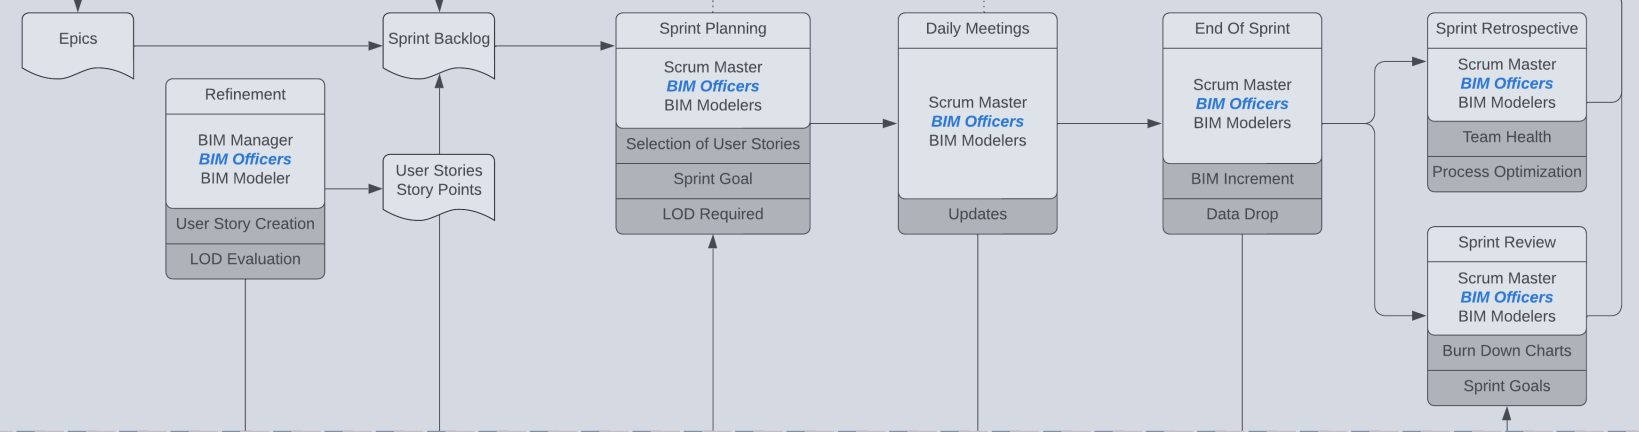 Epics
Sprint Backlog
Refinement
BIM Manager
BIM Officers
BIM Modeler
User Story Creation
LOD Evaluation
User Stories
Story Points
Sprint Planning
Scrum Master
BIM Officers
BIM Modelers
Selection of User Stories
Sprint Goal
LOD Required
Daily Meetings
Scrum Master
BIM Officers
BIM Modelers
Updates
End Of Sprint
Scrum Master
BIM Officers
BIM Modelers
BIM Increment
Data Drop
Sprint Retrospective
Scrum Master
BIM Officers
BIM Modelers
Team Health
Process Optimization
Sprint Review
Scrum Master
BIM Officers
BIM Modelers
Burn Down Charts
Sprint Goals